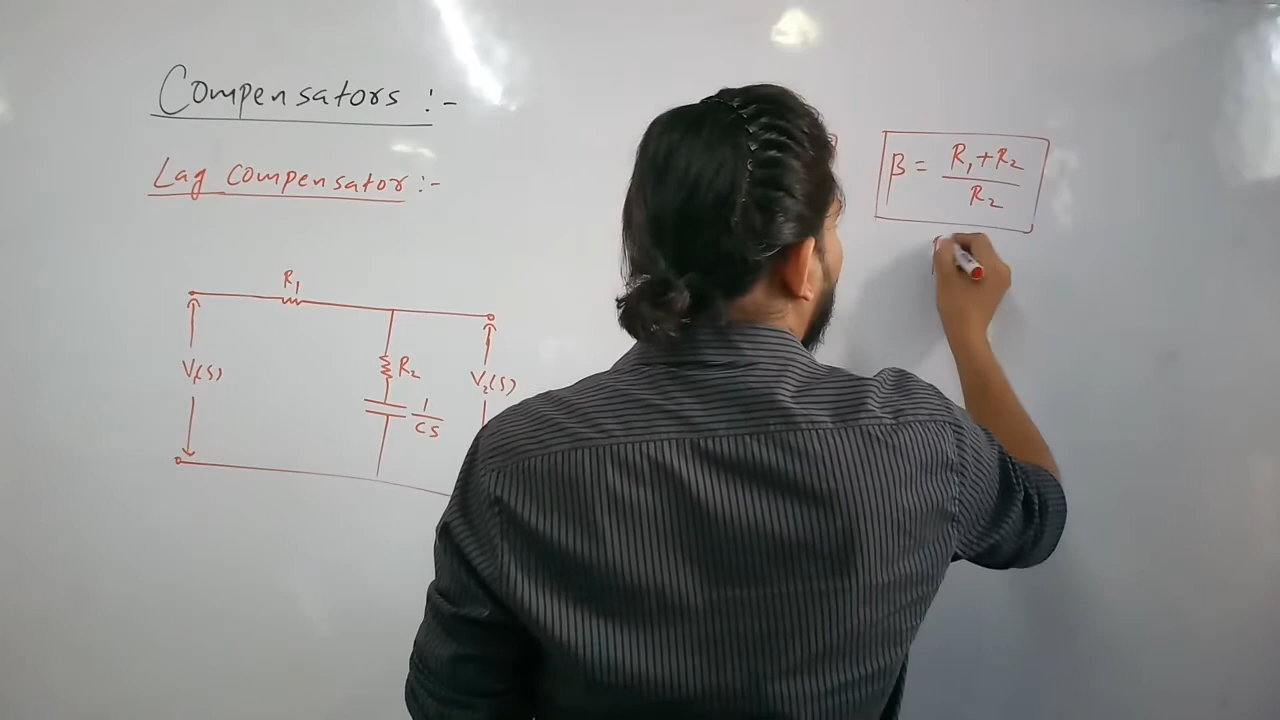 Compensators :-
Lag compensator :-
R₁
V₁(S)
R₂
1/CS
V₂(S)
β = R₁+R₂/R₂